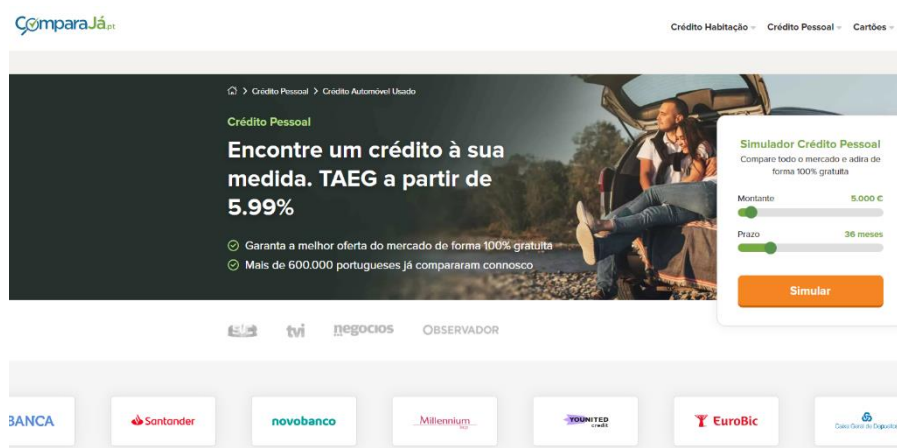 ComparaJá.pt
Crédito Habitação
Crédito Pessoal
Cartões
> Crédito Pessoal > Crédito Automóvel Usado
Crédito Pessoal
Encontre um crédito à sua
medida. TAEG a partir de
5.99%
Garanta a melhor oferta do mercado de forma 100% gratuita
Mais de 600.000 portugueses já compararam connosco
Simulador Crédito Pessoal
Compare todo o mercado e adira de
forma 100% gratuita
Montante 5.000 €
Prazo 36 meses
Simular
tvi
negocios
OBSERVADOR
BANCA
Santander
novobanco
Millennium
YOUNITED
credit
EuroBic
Caixa Geral de Depositos